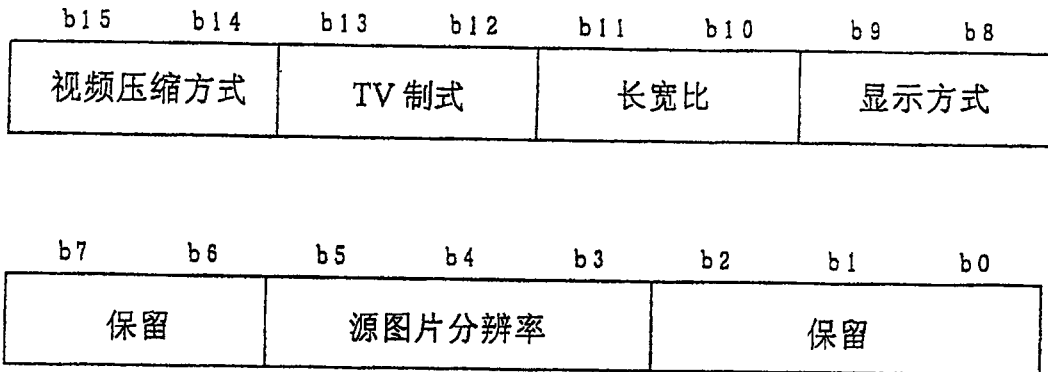 b15 b14 b13 b12 b11 b10 b9 b8
视频压缩方式 TV 制式 长宽比 显示方式
b7 b6 b5 b4 b3 b2 b1 b0
保留 源图片分辨率 保留